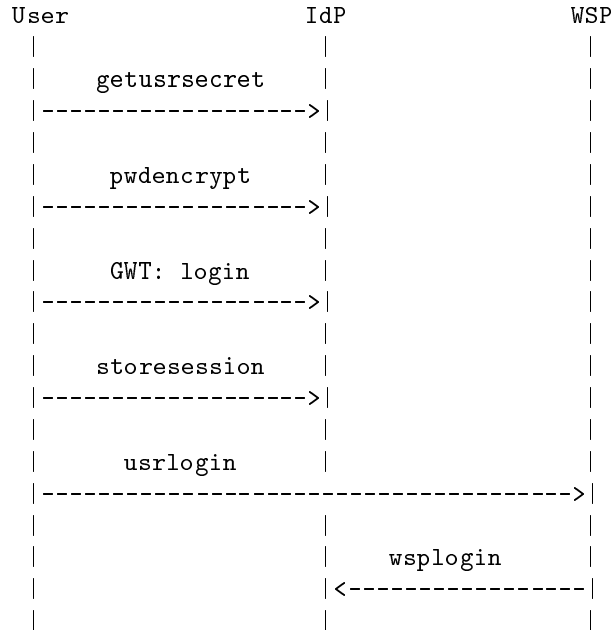 User IdP WSP
getusrsecret
pwdencrypt
GWT: login
storesession
usrlogin
wsplogin